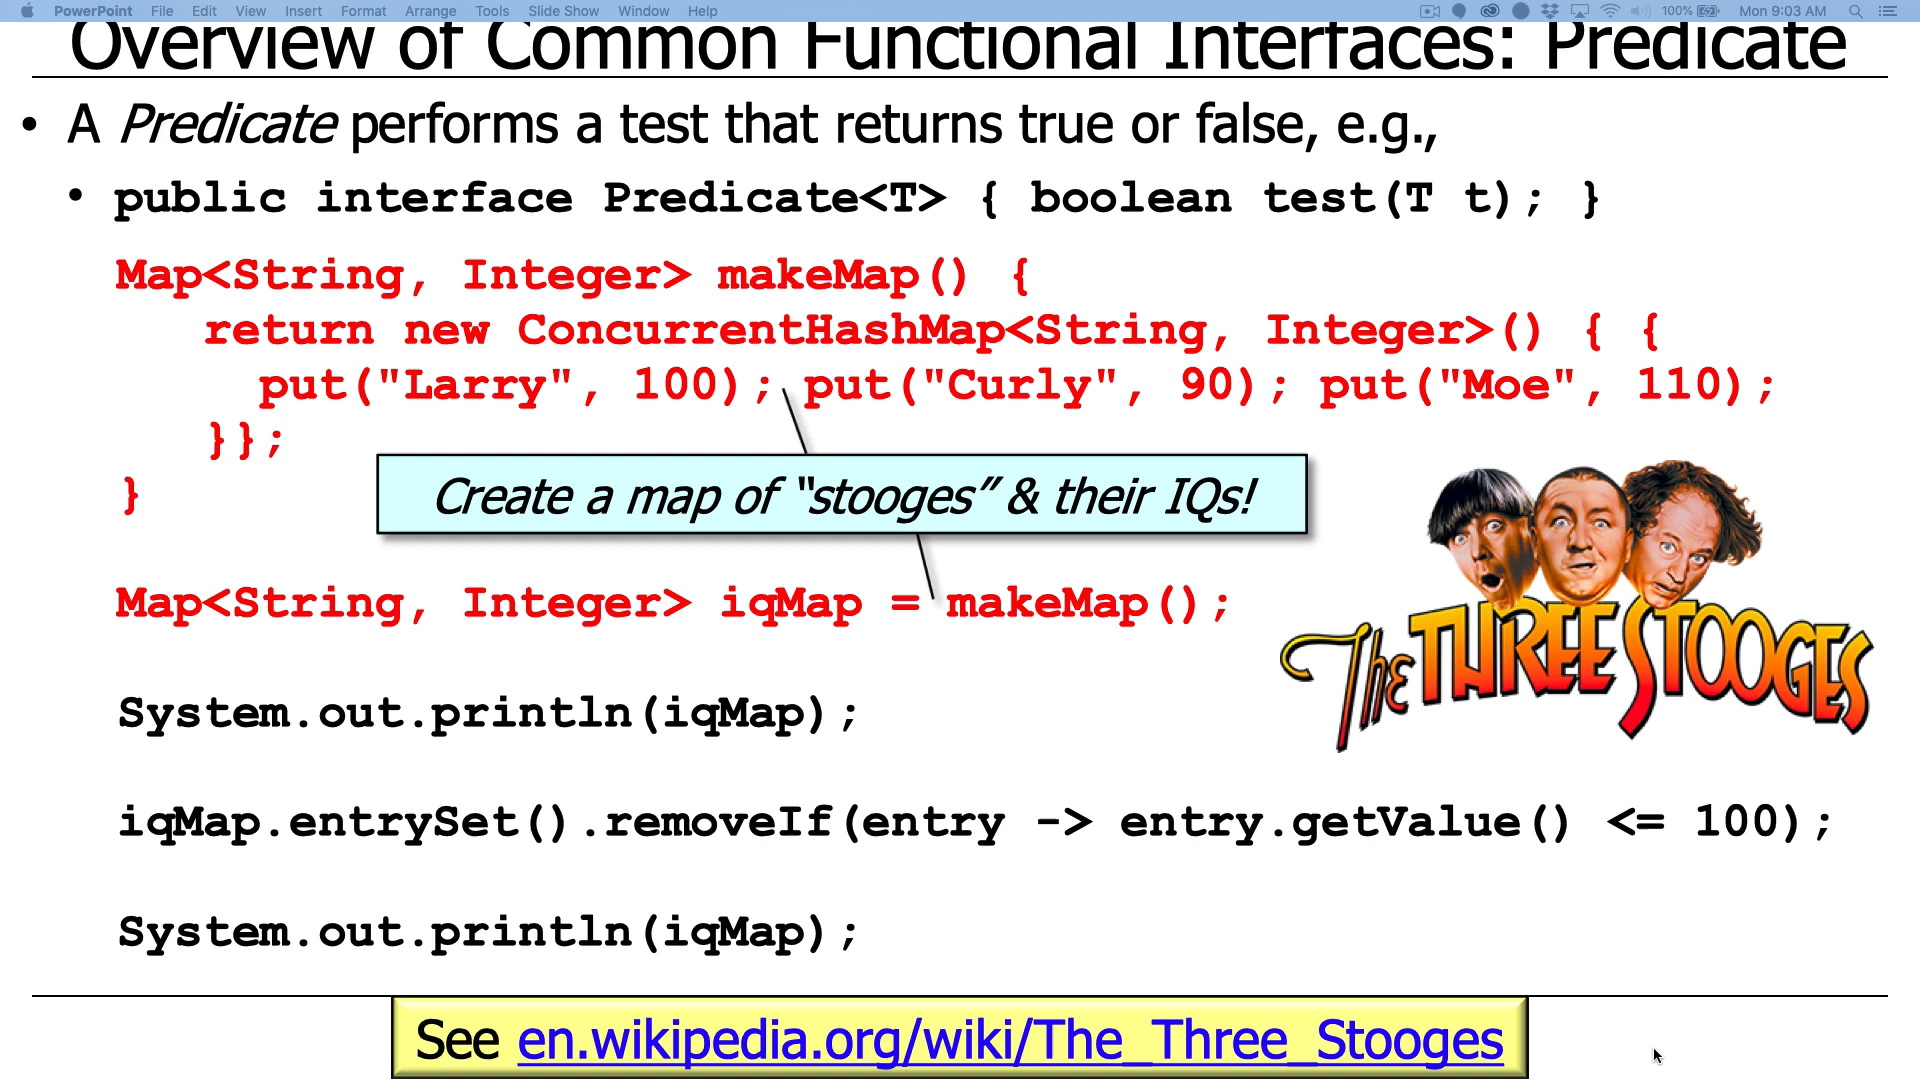 PowerPoint File Edit View Insert Format Arrange Tools Slide Show Window Help 100% Mon 9:03 AM
Overview of Common Functional Interfaces: Predicate
• A Predicate performs a test that returns true or false, e.g.,
• public interface Predicate<T> { boolean test(T t); }
Map<String, Integer> makeMap() {
return new ConcurrentHashMap<String, Integer>() { {
put("Larry", 100); put("Curly", 90); put("Moe", 110);
}};
}
Create a map of “stooges” & their IQs!
Map<String, Integer> iqMap = makeMap();
The THREE STOOGES
System.out.println(iqMap);
iqMap.entrySet().removeIf(entry -> entry.getValue() <= 100);
System.out.println(iqMap);
See en.wikipedia.org/wiki/The_Three_Stooges